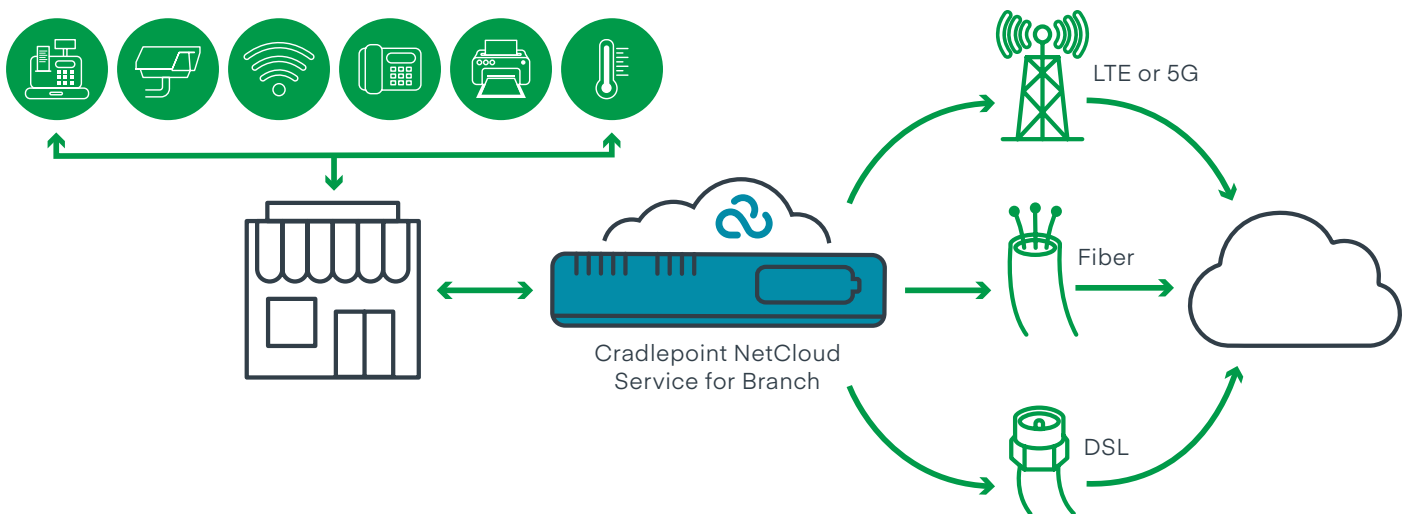 LTE or 5G
Fiber
Cradlepoint NetCloud
Service for Branch
DSL